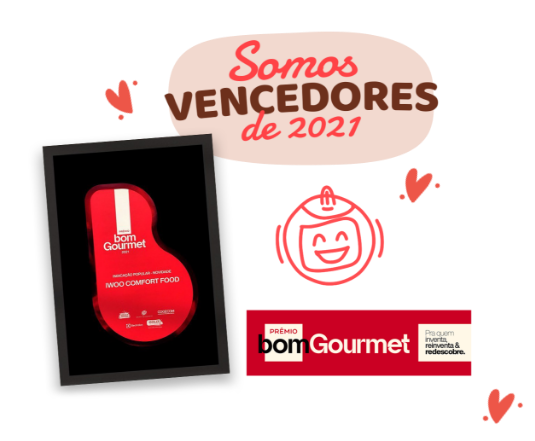 Somos
VENCEDORES
de 2021
PRÊMIO
bom
Gourmet
2021
INDICAÇÃO POPULAR - NOVIDADE
IWOO COMFORT FOOD
PRÊMIO
bomGourmet
Pra quem
inventa,
reinventa &
redescobre.